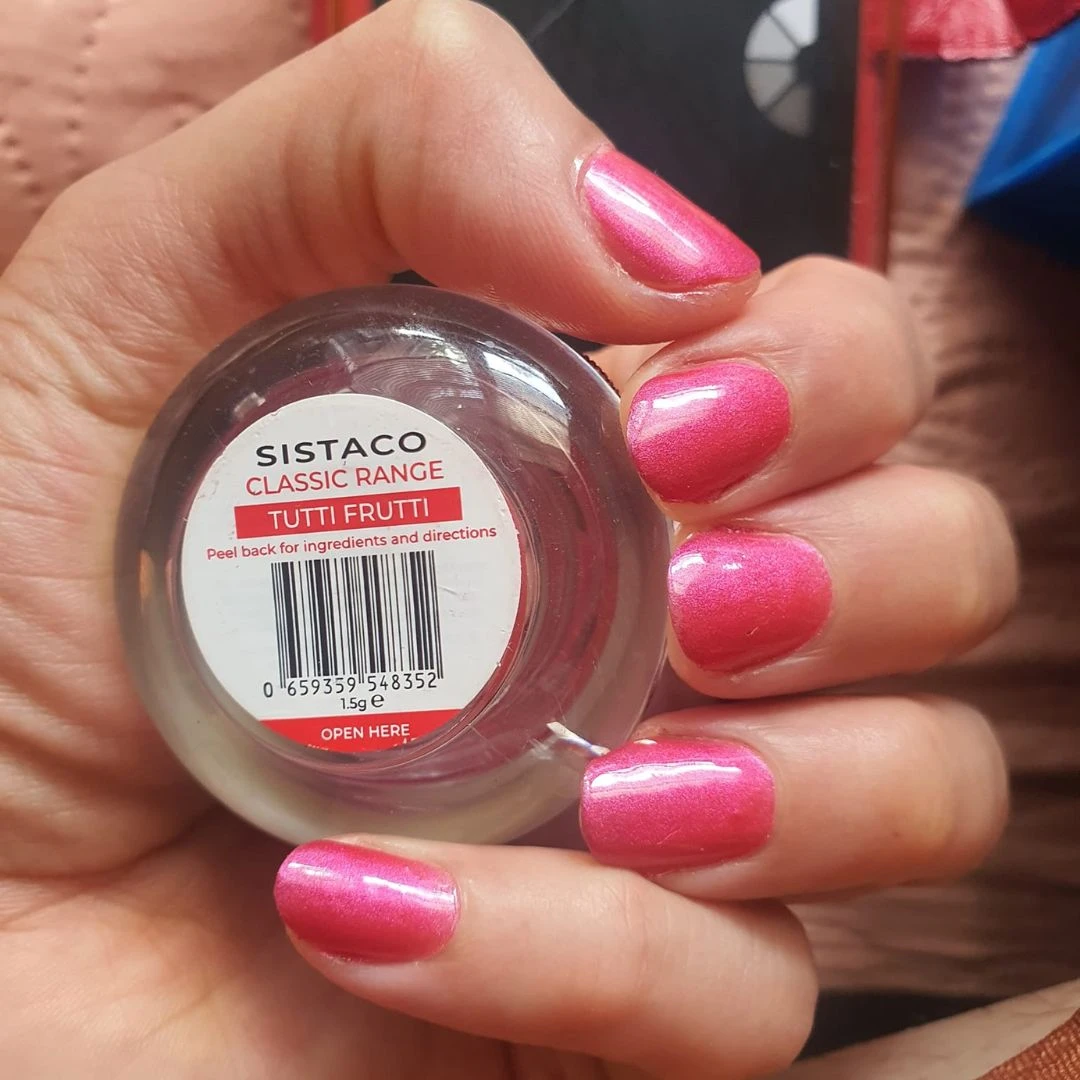 SISTACO
CLASSIC RANGE
TUTTI FRUTTI
Peel back for ingredients and directions
0 659359 548352
1.5g ℮
OPEN HERE